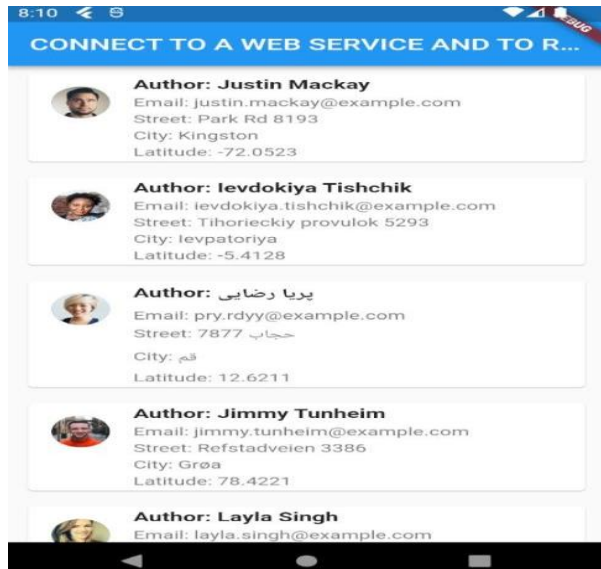 8:10
DEBUG
CONNECT TO A WEB SERVICE AND TO R...
Author: Justin Mackay
Email: justin.mackay@example.com
Street: Park Rd 8193
City: Kingston
Latitude: -72.0523
Author: Ievdokiya Tishchik
Email: ievdokiya.tishchik@example.com
Street: Tihorieckiy provulok 5293
City: Ievpatoriya
Latitude: -5.4128
Author: پریا رضایی
Email: pry.rdyy@example.com
Street: 7877 حجاب
City: قم
Latitude: 12.6211
Author: Jimmy Tunheim
Email: jimmy.tunheim@example.com
Street: Refstadveien 3386
City: Grøa
Latitude: 78.4221
Author: Layla Singh
Email: layla.singh@example.com